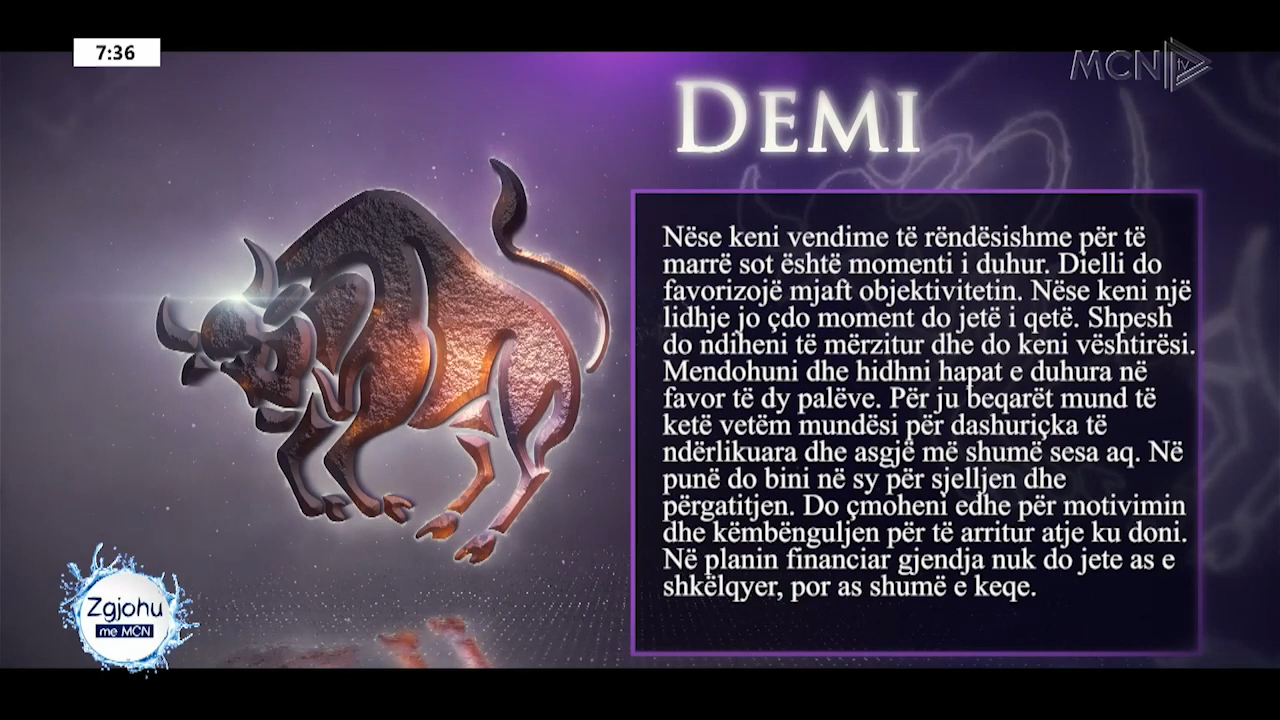 7:36
MCN tv
DEMI
Nëse keni vendime të rëndësishme për të
marrë sot është momenti i duhur. Dielli do
favorizojë mjaft objektivitetin. Nëse keni një
lidhje jo çdo moment do jetë i qetë. Shpesh
do ndiheni të mërzitur dhe do keni vështirësi.
Mendohuni dhe hidhni hapat e duhura në
favor të dy palëve. Për ju beqarët mund të
ketë vetëm mundësi për dashuriçka të
ndërlikuara dhe asgjë më shumë sesa aq. Në
punë do bini në sy për sjelljen dhe
përgatitjen. Do çmoheni edhe për motivimin
dhe këmbënguljen për të arritur atje ku doni.
Në planin financiar gjendja nuk do jete as e
shkëlqyer, por as shumë e keqe.
Zgjohu
me MCN